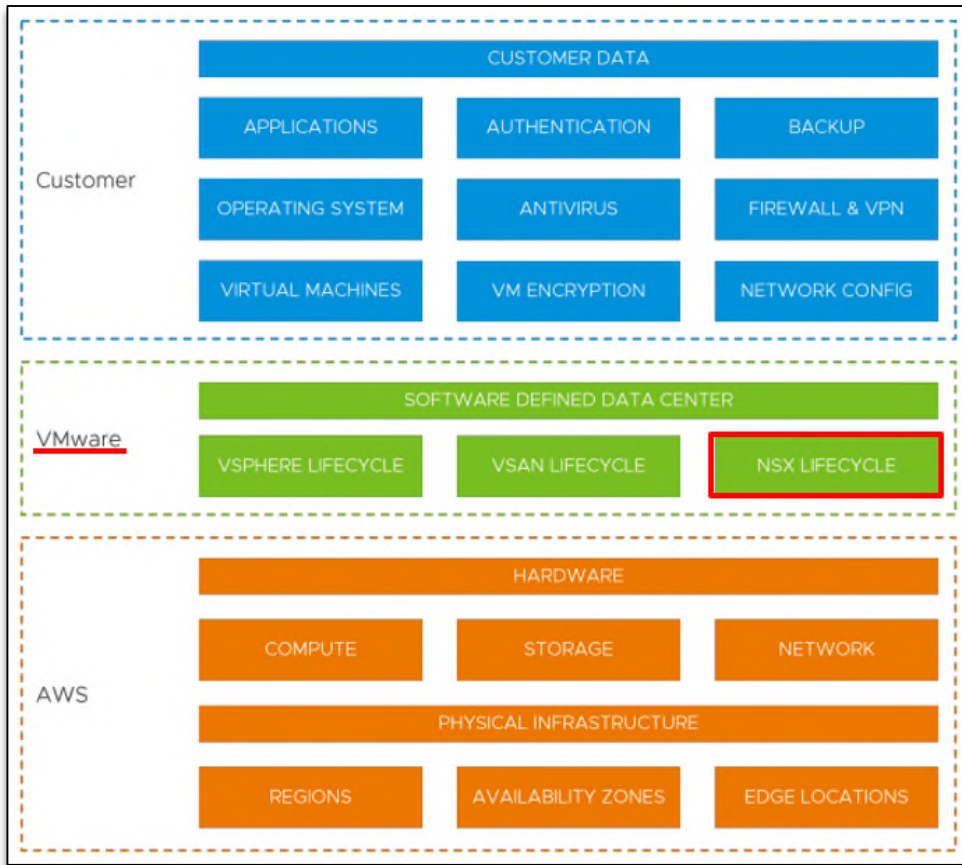 CUSTOMER DATA
APPLICATIONS
AUTHENTICATION
BACKUP
Customer
OPERATING SYSTEM
ANTIVIRUS
FIREWALL & VPN
VIRTUAL MACHINES
VM ENCRYPTION
NETWORK CONFIG
SOFTWARE DEFINED DATA CENTER
VMware
VSPHERE LIFECYCLE
VSAN LIFECYCLE
NSX LIFECYCLE
HARDWARE
COMPUTE
STORAGE
NETWORK
AWS
PHYSICAL INFRASTRUCTURE
REGIONS
AVAILABILITY ZONES
EDGE LOCATIONS